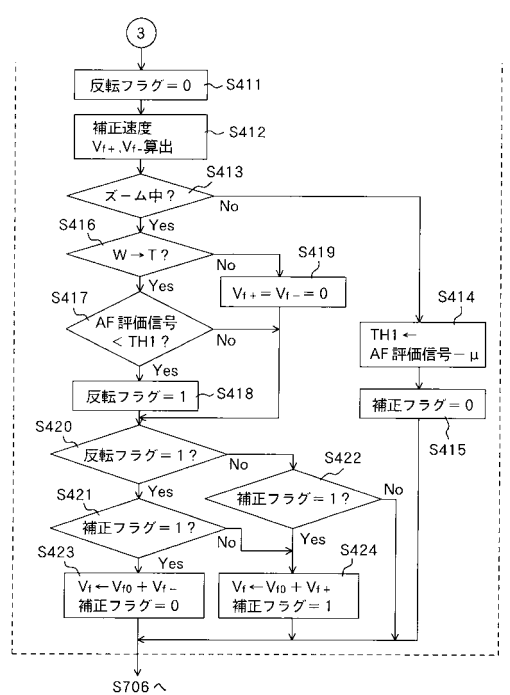 3
反転フラグ=0
S411
補正速度
Vf+、Vf-算出
S412
S413
ズーム中?
No
Yes
S416
W→T?
No
S419
Yes
Vf+=Vf-=0
S417
AF評価信号
<TH1?
No
S414
TH1←
AF評価信号-μ
Yes
反転フラグ=1
S418
補正フラグ=0
S415
S420
反転フラグ=1?
No
S422
Yes
S421
補正フラグ=1?
No
補正フラグ=1?
No
Yes
S423
Yes
S424
Vf←Vf0+Vf-
補正フラグ=0
Vf←Vf0+Vf+
補正フラグ=1
S706へ